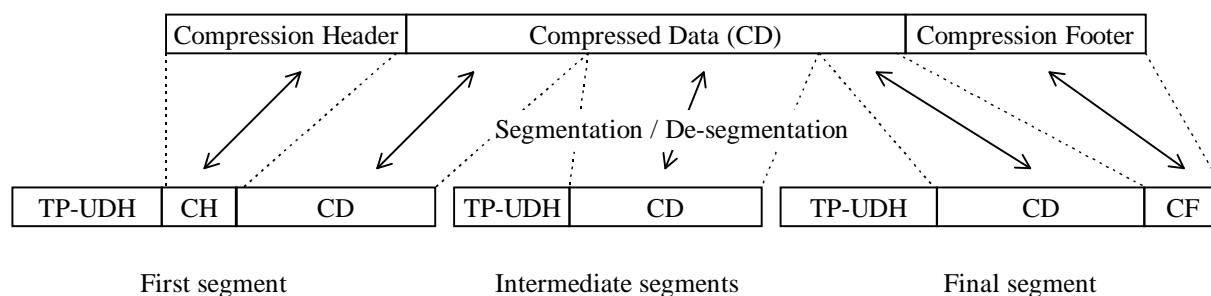 Compression Header Compressed Data (CD) Compression Footer
Segmentation / De-segmentation
TP-UDH CH CD TP-UDH CD TP-UDH CD CF
First segment Intermediate segments Final segment